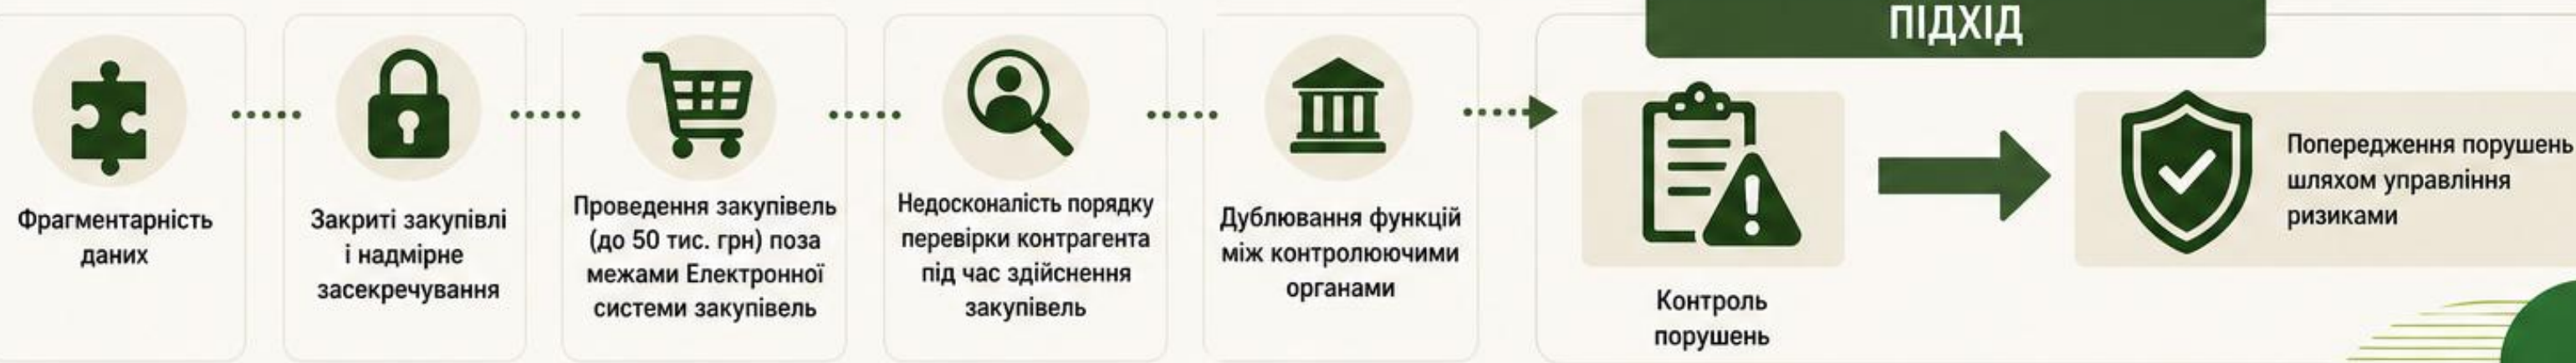 Фрагментарність
даних
Закриті закупівлі
і надмірне
засекречування
Проведення закупівель
(до 50 тис. грн) поза
межами Електронної
системи закупівель
Недосконалість порядку
перевірки контрагента
під час здійснення
закупівель
Дублювання функцій
між контролюючими
органами
ПІДХІД
Контроль
порушень
Попередження порушень
шляхом управління
ризиками